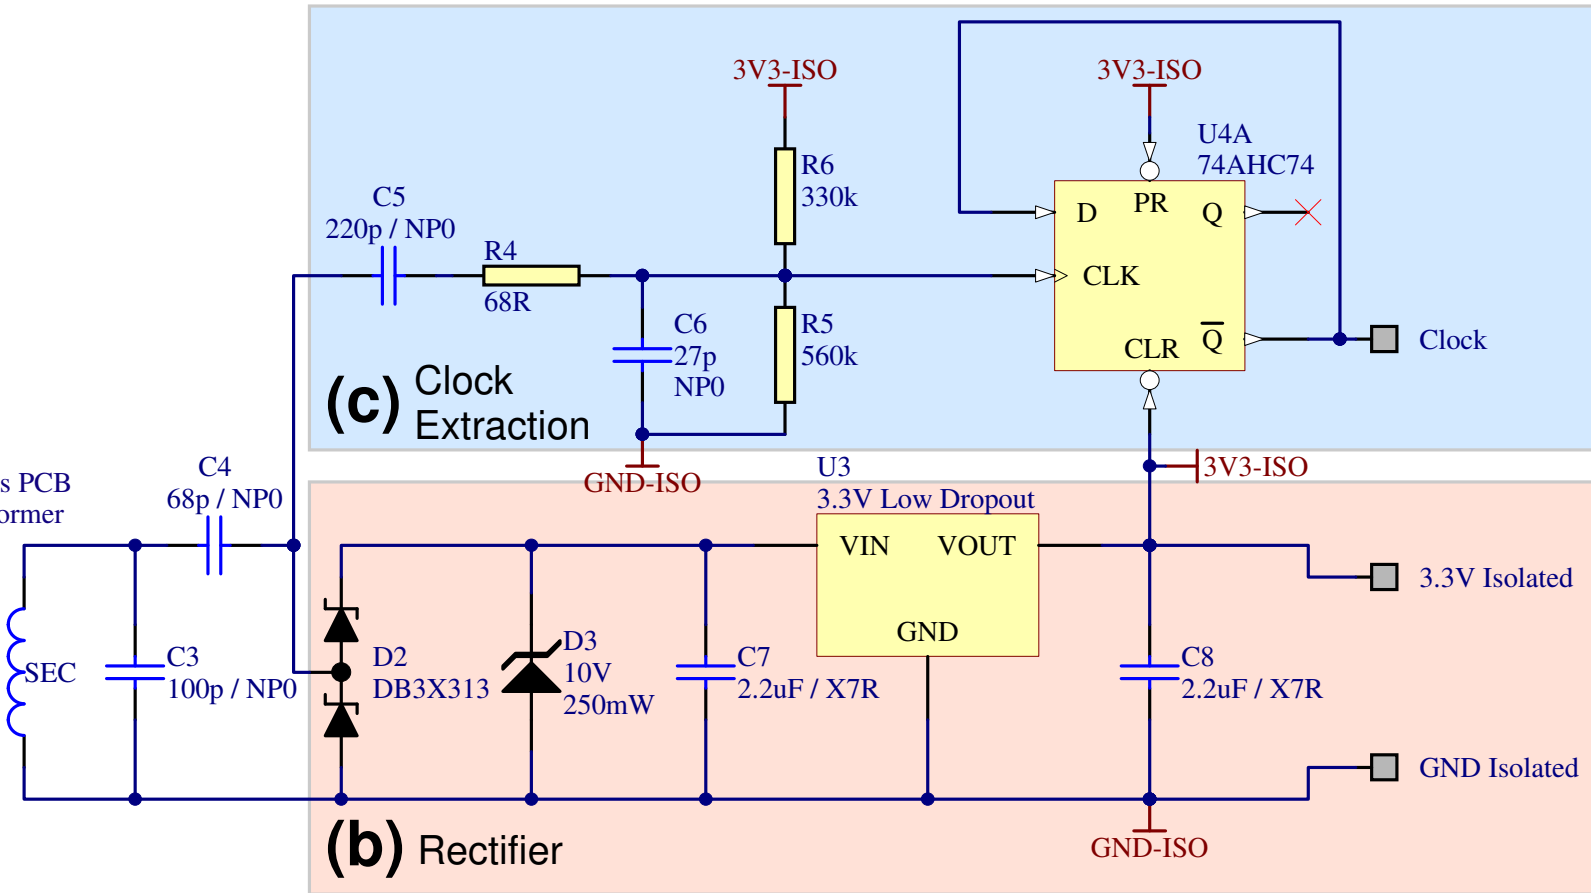 3V3-ISO
3V3-ISO
U4A
74AHC74
R6
330k
C5
220p / NP0
D
PR
Q
R4
68R
CLK
C6
27p
NP0
R5
560k
CLR
Q
Clock
(c) Clock
Extraction
GND-ISO
3V3-ISO
C4
68p / NP0
U3
3.3V Low Dropout
s PCB
ormer
VIN
VOUT
3.3V Isolated
GND
SEC
C3
100p / NP0
D2
DB3X313
D3
10V
250mW
C7
2.2uF / X7R
C8
2.2uF / X7R
GND Isolated
(b) Rectifier
GND-ISO